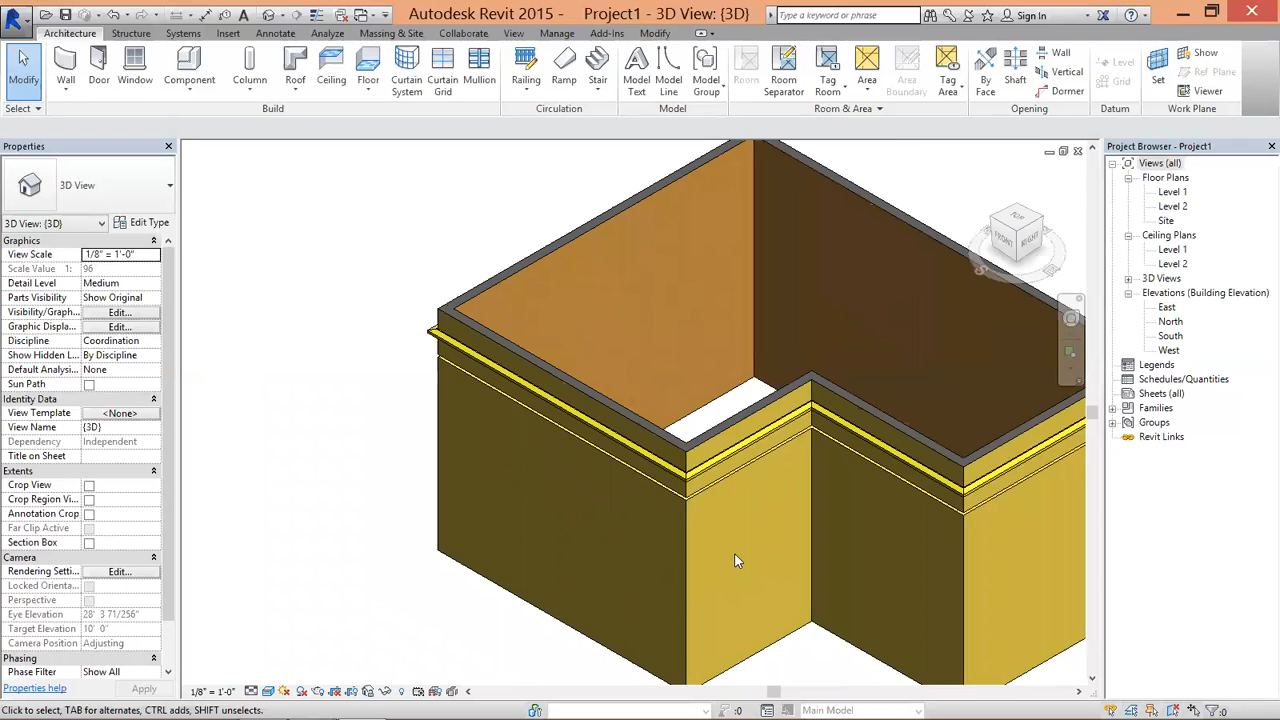 Autodesk Revit 2015 - Project1 - 3D View: {3D}
Type a keyword or phrase
Sign In
Architecture Structure Systems Insert Annotate Analyze Massing & Site Collaborate View Manage Add-Ins Modify
Modify Wall Door Window Component Column Roof Ceiling Floor Curtain System Curtain Grid Mullion Railing Ramp Stair Model Text Model Line Model Group Room Room Separator Tag Room Area Area Boundary Tag Area By Face Shaft Wall Vertical Dormer Level Grid Set Show Ref Plane Viewer
Select Build Circulation Model Room & Area Opening Datum Work Plane
Properties
3D View
3D View: {3D} Edit Type
Graphics
View Scale 1/8" = 1'-0"
Scale Value 1: 96
Detail Level Medium
Parts Visibility Show Original
Visibility/Graph... Edit...
Graphic Displa... Edit...
Discipline Coordination
Show Hidden L... By Discipline
Default Analysi... None
Sun Path
Identity Data
View Template <None>
View Name {3D}
Dependency Independent
Title on Sheet
Extents
Crop View
Crop Region Vi...
Annotation Crop
Far Clip Active
Section Box
Camera
Rendering Setti... Edit...
Locked Orienta...
Perspective
Eye Elevation 28' 3 71/256"
Target Elevation 10' 0"
Camera Position Adjusting
Phasing
Phase Filter Show All
Properties help Apply
TOP
FRONT RIGHT
Project Browser - Project1
Views (all)
Floor Plans
Level 1
Level 2
Site
Ceiling Plans
Level 1
Level 2
3D Views
Elevations (Building Elevation)
East
North
South
West
Legends
Schedules/Quantities
Sheets (all)
Families
Groups
Revit Links
1/8" = 1'-0"
Click to select, TAB for alternates, CTRL adds, SHIFT unselects.
:0
Main Model
:0